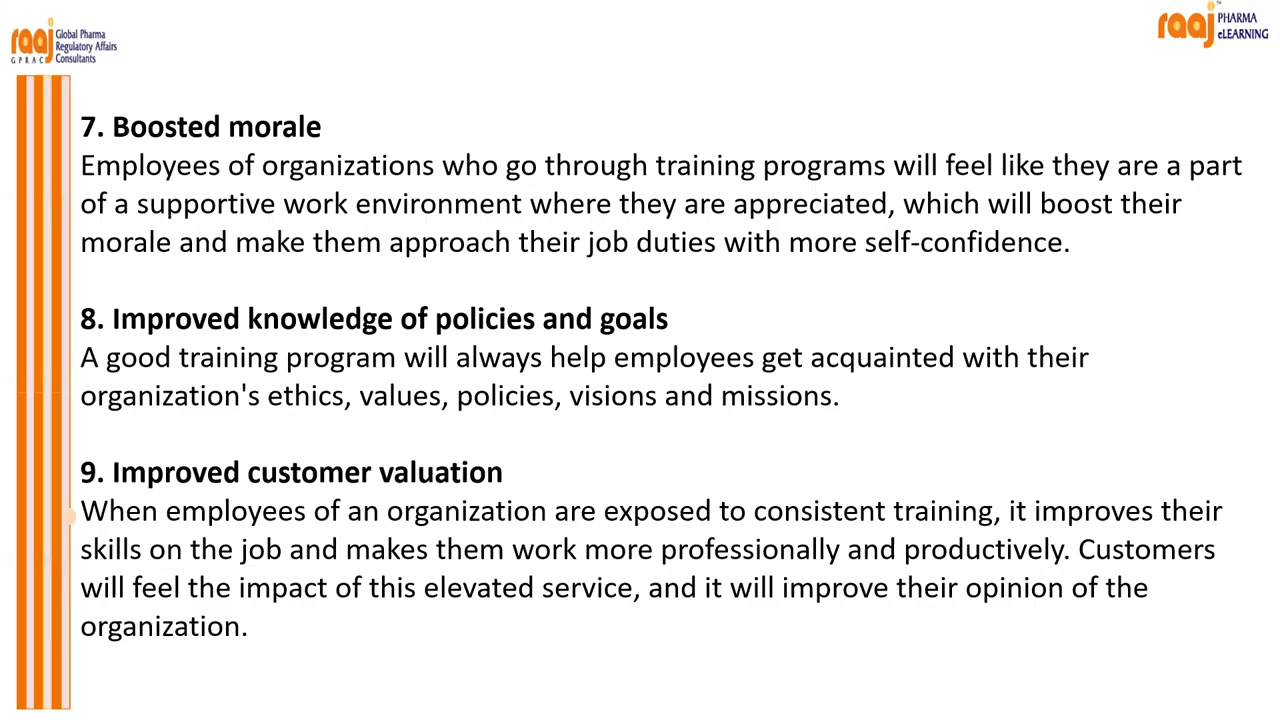 raaj
Global Pharma
Regulatory Affairs
Consultants
GPRAC
raaj
PHARMA
eLEARNING
TM
7. Boosted morale
Employees of organizations who go through training programs will feel like they are a part
of a supportive work environment where they are appreciated, which will boost their
morale and make them approach their job duties with more self-confidence.
8. Improved knowledge of policies and goals
A good training program will always help employees get acquainted with their
organization's ethics, values, policies, visions and missions.
9. Improved customer valuation
When employees of an organization are exposed to consistent training, it improves their
skills on the job and makes them work more professionally and productively. Customers
will feel the impact of this elevated service, and it will improve their opinion of the
organization.